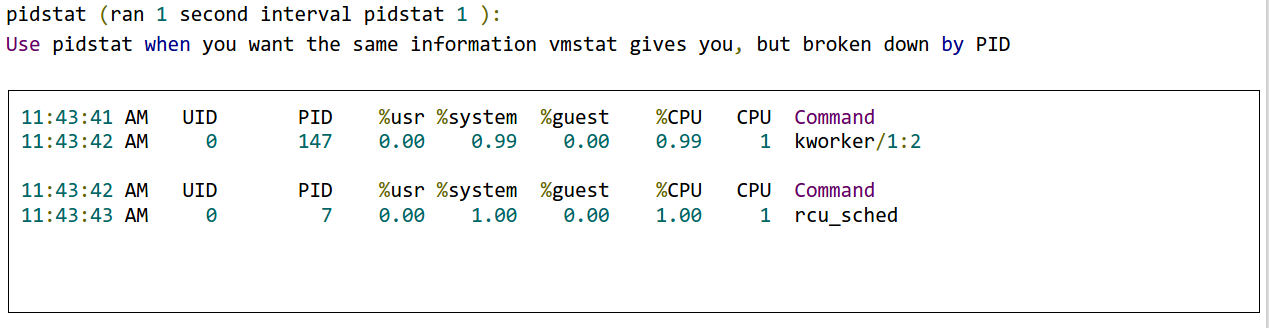 pidstat (ran 1 second interval pidstat 1 ):
Use pidstat when you want the same information vmstat gives you, but broken down by PID
11:43:41 AM   UID       PID    %usr %system  %guest    %CPU   CPU  Command
11:43:42 AM     0       147    0.00    0.99    0.00    0.99     1  kworker/1:2
11:43:42 AM   UID       PID    %usr %system  %guest    %CPU   CPU  Command
11:43:43 AM     0         7    0.00    1.00    0.00    1.00     1  rcu_sched